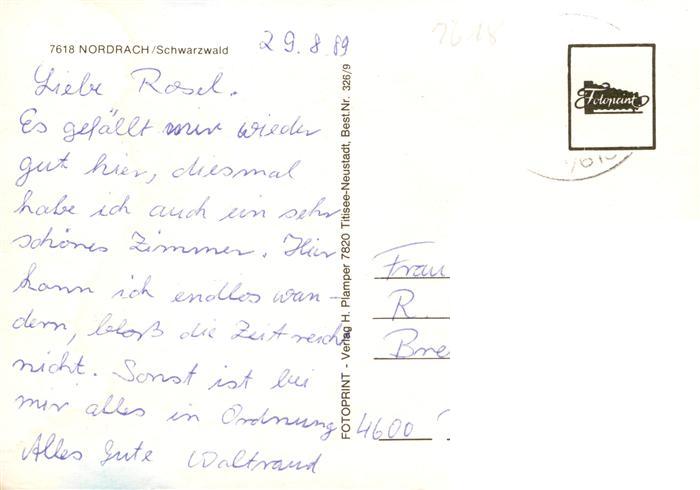 7618 NORDRACH/Schwarzwald
29.8.89
7618
Liebe Rosel.
Es gefällt mir wieder
gut hier, diesmal
habe ich auch ein sehr
schönes Zimmer. Hier
kann ich endlos wan-
dern, bloß die Zeit reicht
nicht. Sonst ist bei
mir alles in Ordnung
Alles Gute Waltraud
FOTOPRINT - Verlag H. Plamper 7820 Titisee-Neustadt, Best.Nr. 326/9
Fotoprint
Frau
R.
Bre
4600